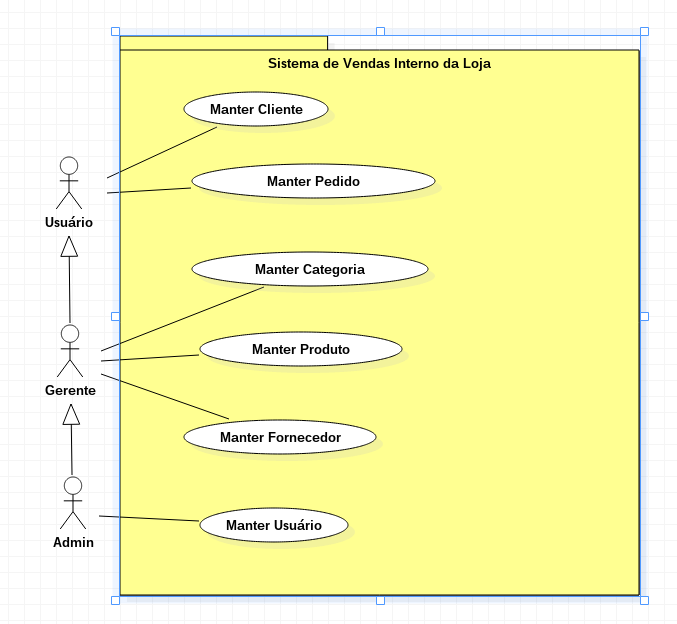 Sistema de Vendas Interno da Loja
Manter Cliente
Manter Pedido
Usuário
Manter Categoria
Manter Produto
Gerente
Manter Fornecedor
Manter Usuário
Admin